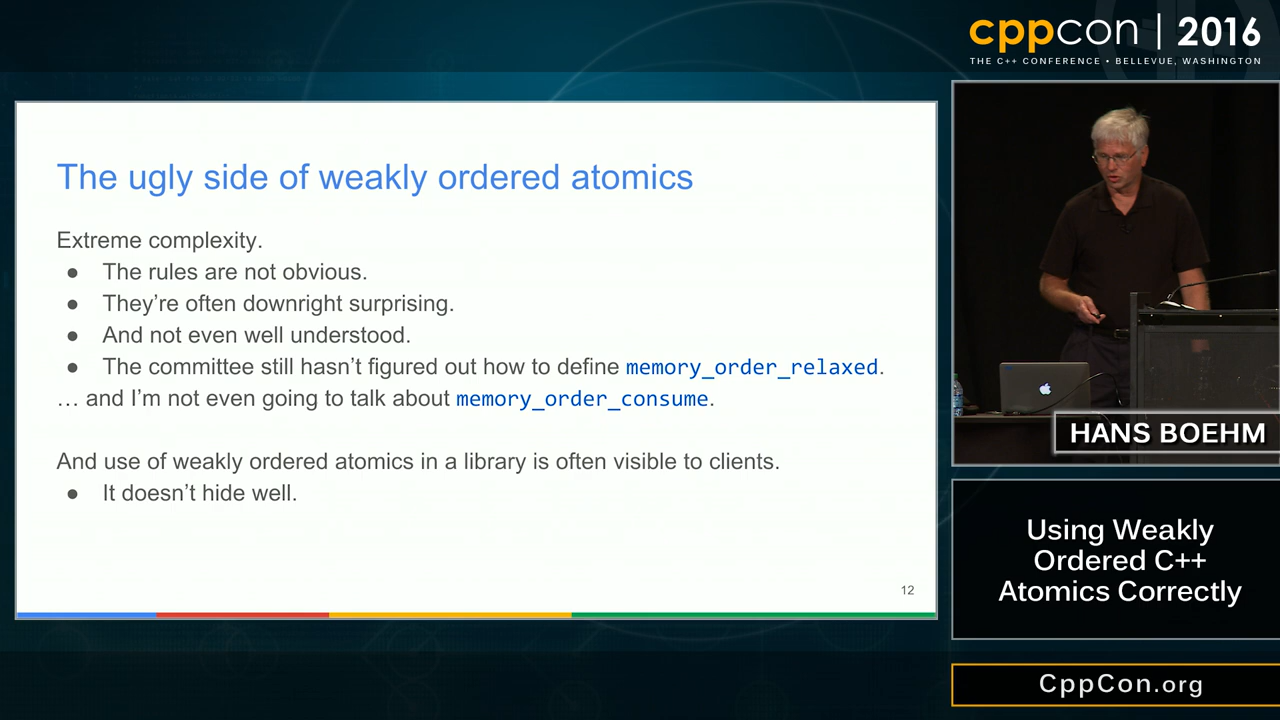 cppcon | 2016
THE C++ CONFERENCE • BELLEVUE, WASHINGTON
The ugly side of weakly ordered atomics
Extreme complexity.
● The rules are not obvious.
● They're often downright surprising.
● And not even well understood.
● The committee still hasn't figured out how to define memory_order_relaxed.
… and I'm not even going to talk about memory_order_consume.
And use of weakly ordered atomics in a library is often visible to clients.
● It doesn't hide well.
12
HANS BOEHM
Using Weakly
Ordered C++
Atomics Correctly
CppCon.org